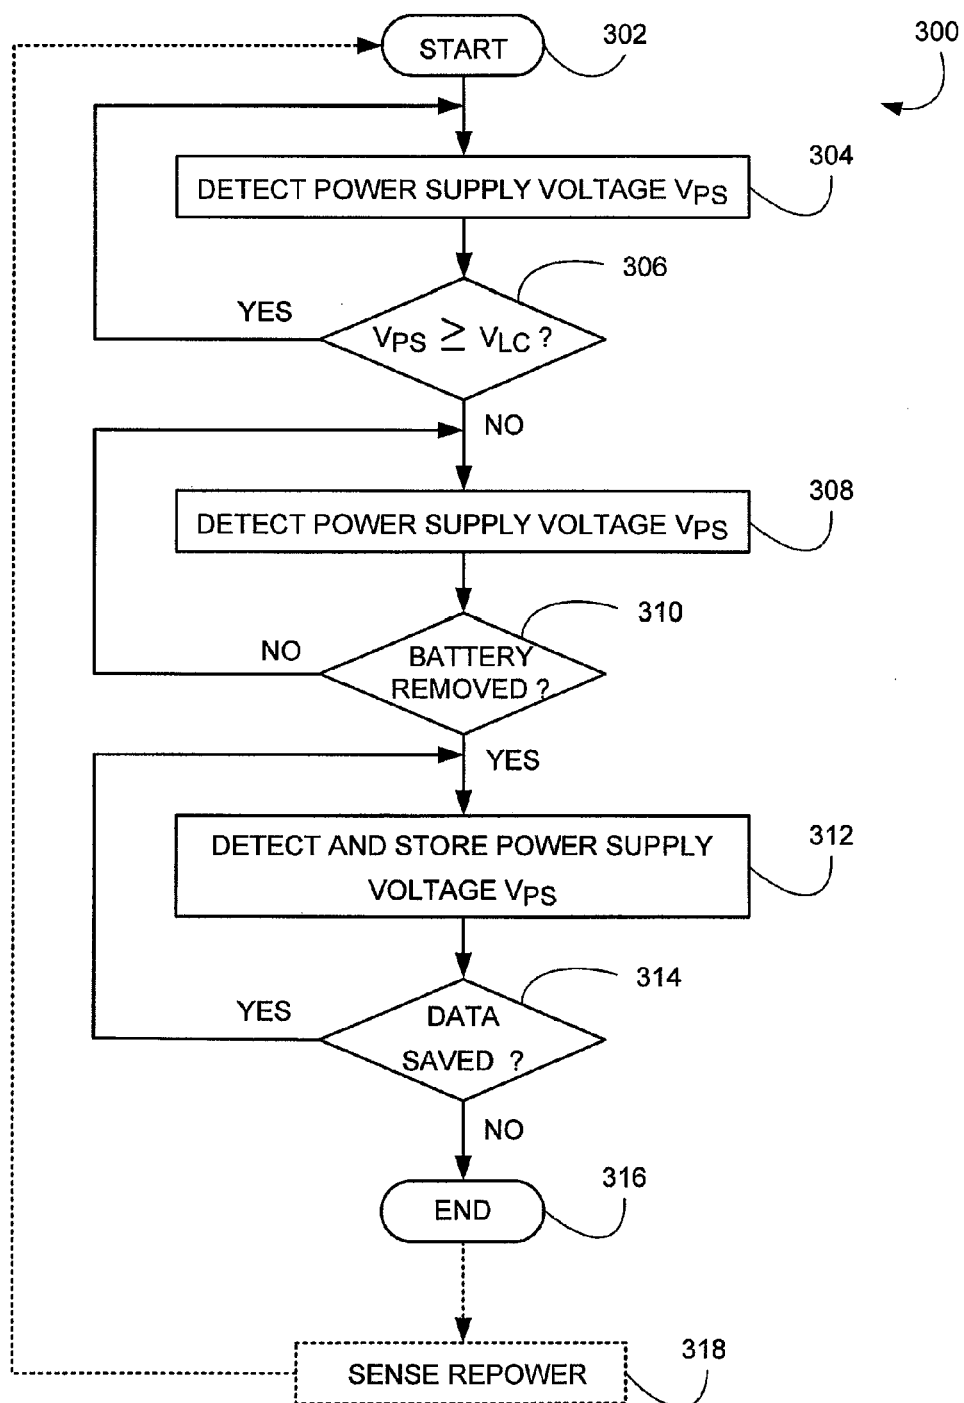 START
302
300
DETECT POWER SUPPLY VOLTAGE VPS
304
306
YES
VPS ≥ VLC ?
NO
308
DETECT POWER SUPPLY VOLTAGE VPS
310
NO
BATTERY
REMOVED ?
YES
DETECT AND STORE POWER SUPPLY
VOLTAGE VPS
312
314
YES
DATA
SAVED ?
NO
316
END
318
SENSE REPOWER